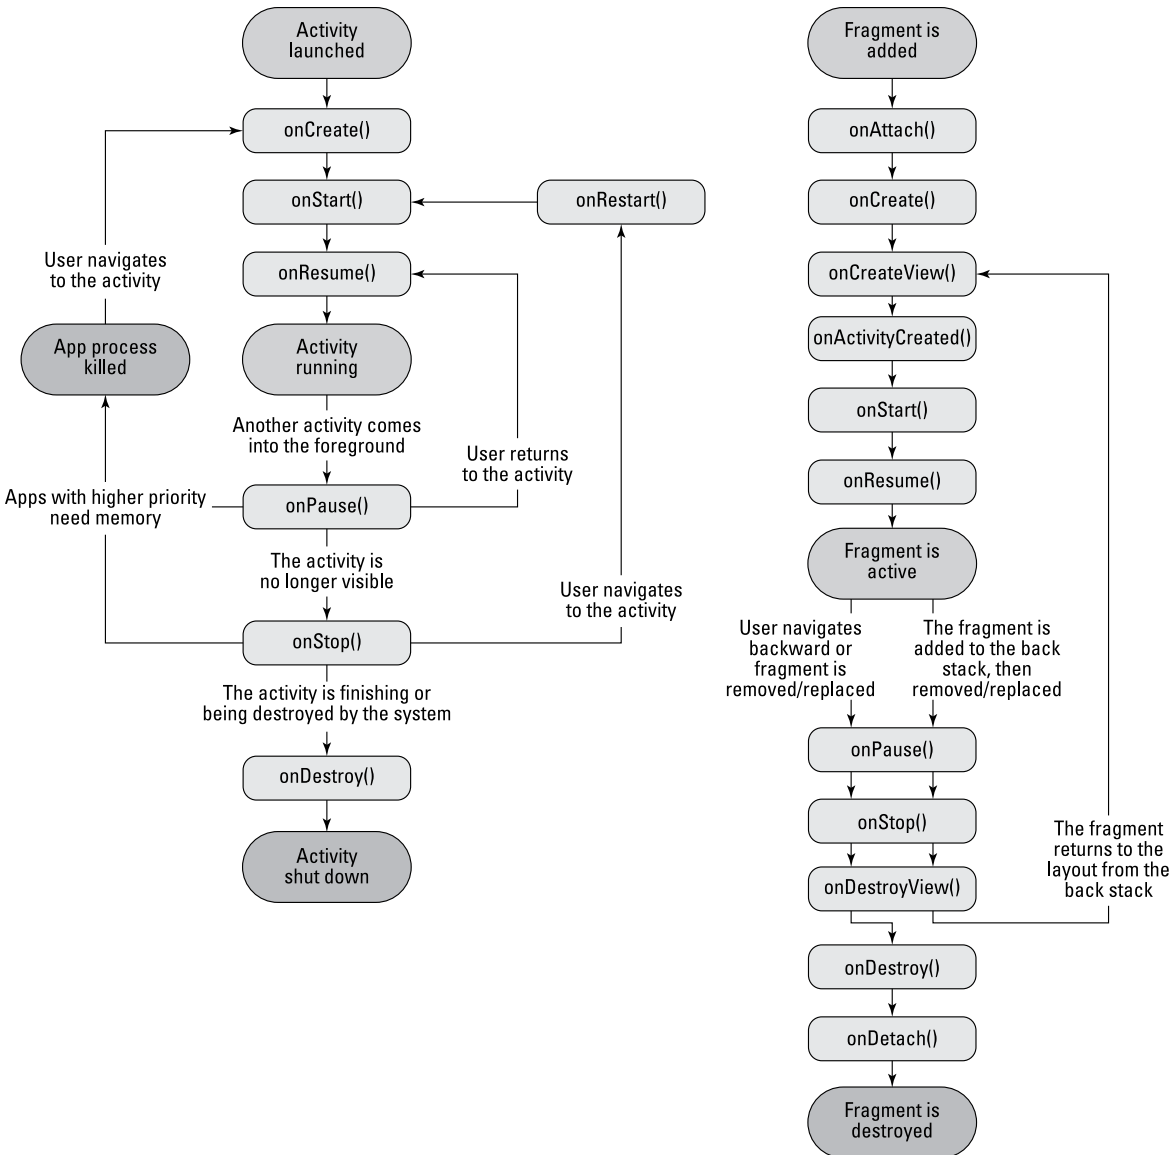 Activity
launched
onCreate()
onStart()
onRestart()
onResume()
User navigates
to the activity
App process
killed
Activity
running
Another activity comes
into the foreground
User returns
to the activity
Apps with higher priority
need memory
onPause()
The activity is
no longer visible
User navigates
to the activity
onStop()
The activity is finishing or
being destroyed by the system
onDestroy()
Activity
shut down
Fragment is
added
onAttach()
onCreate()
onCreateView()
onActivityCreated()
onStart()
onResume()
Fragment is
active
User navigates
backward or
fragment is
removed/replaced
The fragment is
added to the back
stack, then
removed/replaced
onPause()
onStop()
onDestroyView()
The fragment
returns to the
layout from the
back stack
onDestroy()
onDetach()
Fragment is
destroyed